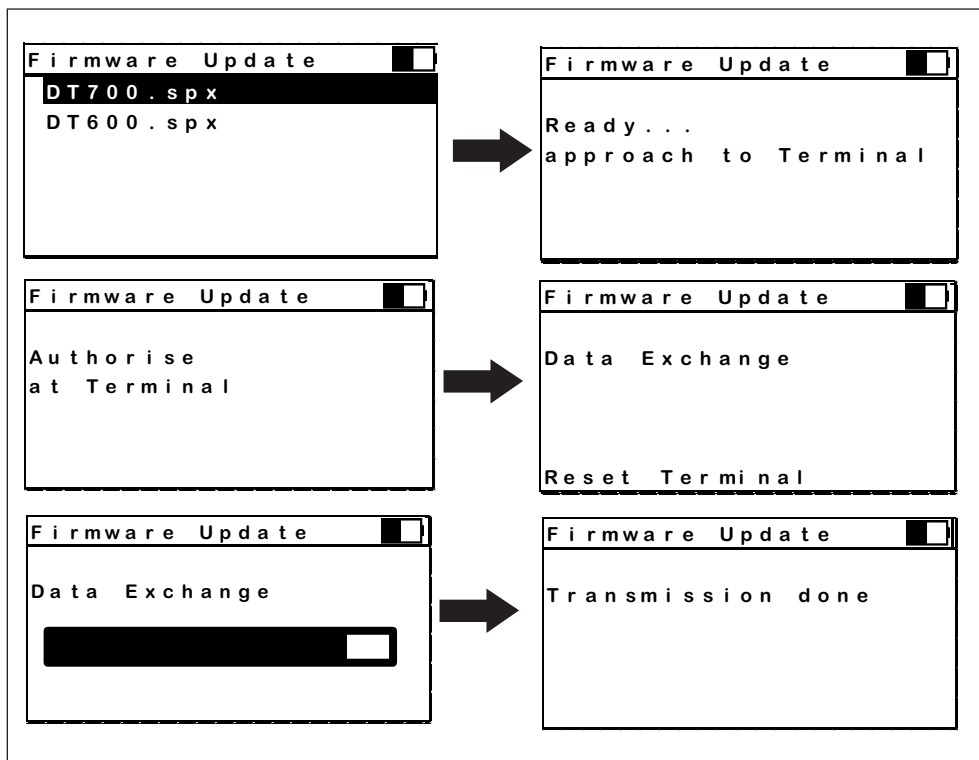 Firmware Update
DT700.spx
DT600.spx
Firmware Update
Ready...
approach to Terminal
Firmware Update
Authorise
at Terminal
Firmware Update
Data Exchange
Reset Terminal
Firmware Update
Data Exchange
Firmware Update
Transmission done